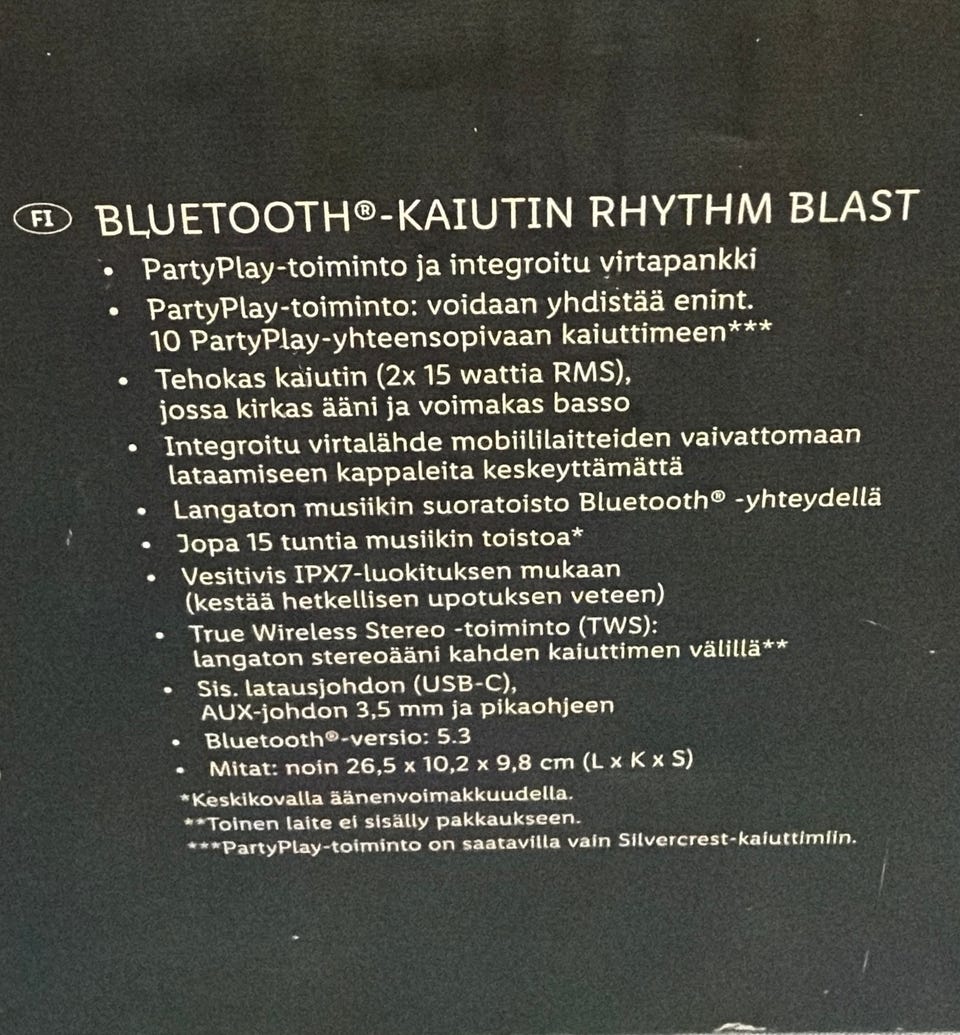 FI BLUETOOTH®-KAIUTIN RHYTHM BLAST
• PartyPlay-toiminto ja integroitu virtapankki
• PartyPlay-toiminto: voidaan yhdistää enint.
10 PartyPlay-yhteensopivaan kaiuttimeen***
• Tehokas kaiutin (2x 15 wattia RMS),
jossa kirkas ääni ja voimakas basso
• Integroitu virtalähde mobiililaitteiden vaivattomaan
lataamiseen kappaleita keskeyttämättä
• Langaton musiikin suoratoisto Bluetooth® -yhteydellä
• Jopa 15 tuntia musiikin toistoa*
• Vesitivis IPX7-luokituksen mukaan
(kestää hetkellisen upotuksen veteen)
• True Wireless Stereo -toiminto (TWS):
langaton stereoääni kahden kaiuttimen välillä**
• Sis. latausjohdon (USB-C),
AUX-johdon 3,5 mm ja pikaohjeen
• Bluetooth®-versio: 5.3
• Mitat: noin 26,5 x 10,2 x 9,8 cm (L x K x S)
*Keskikovalla äänenvoimakkuudella.
**Toinen laite ei sisälly pakkaukseen.
***PartyPlay-toiminto on saatavilla vain Silvercrest-kaiuttimiin.